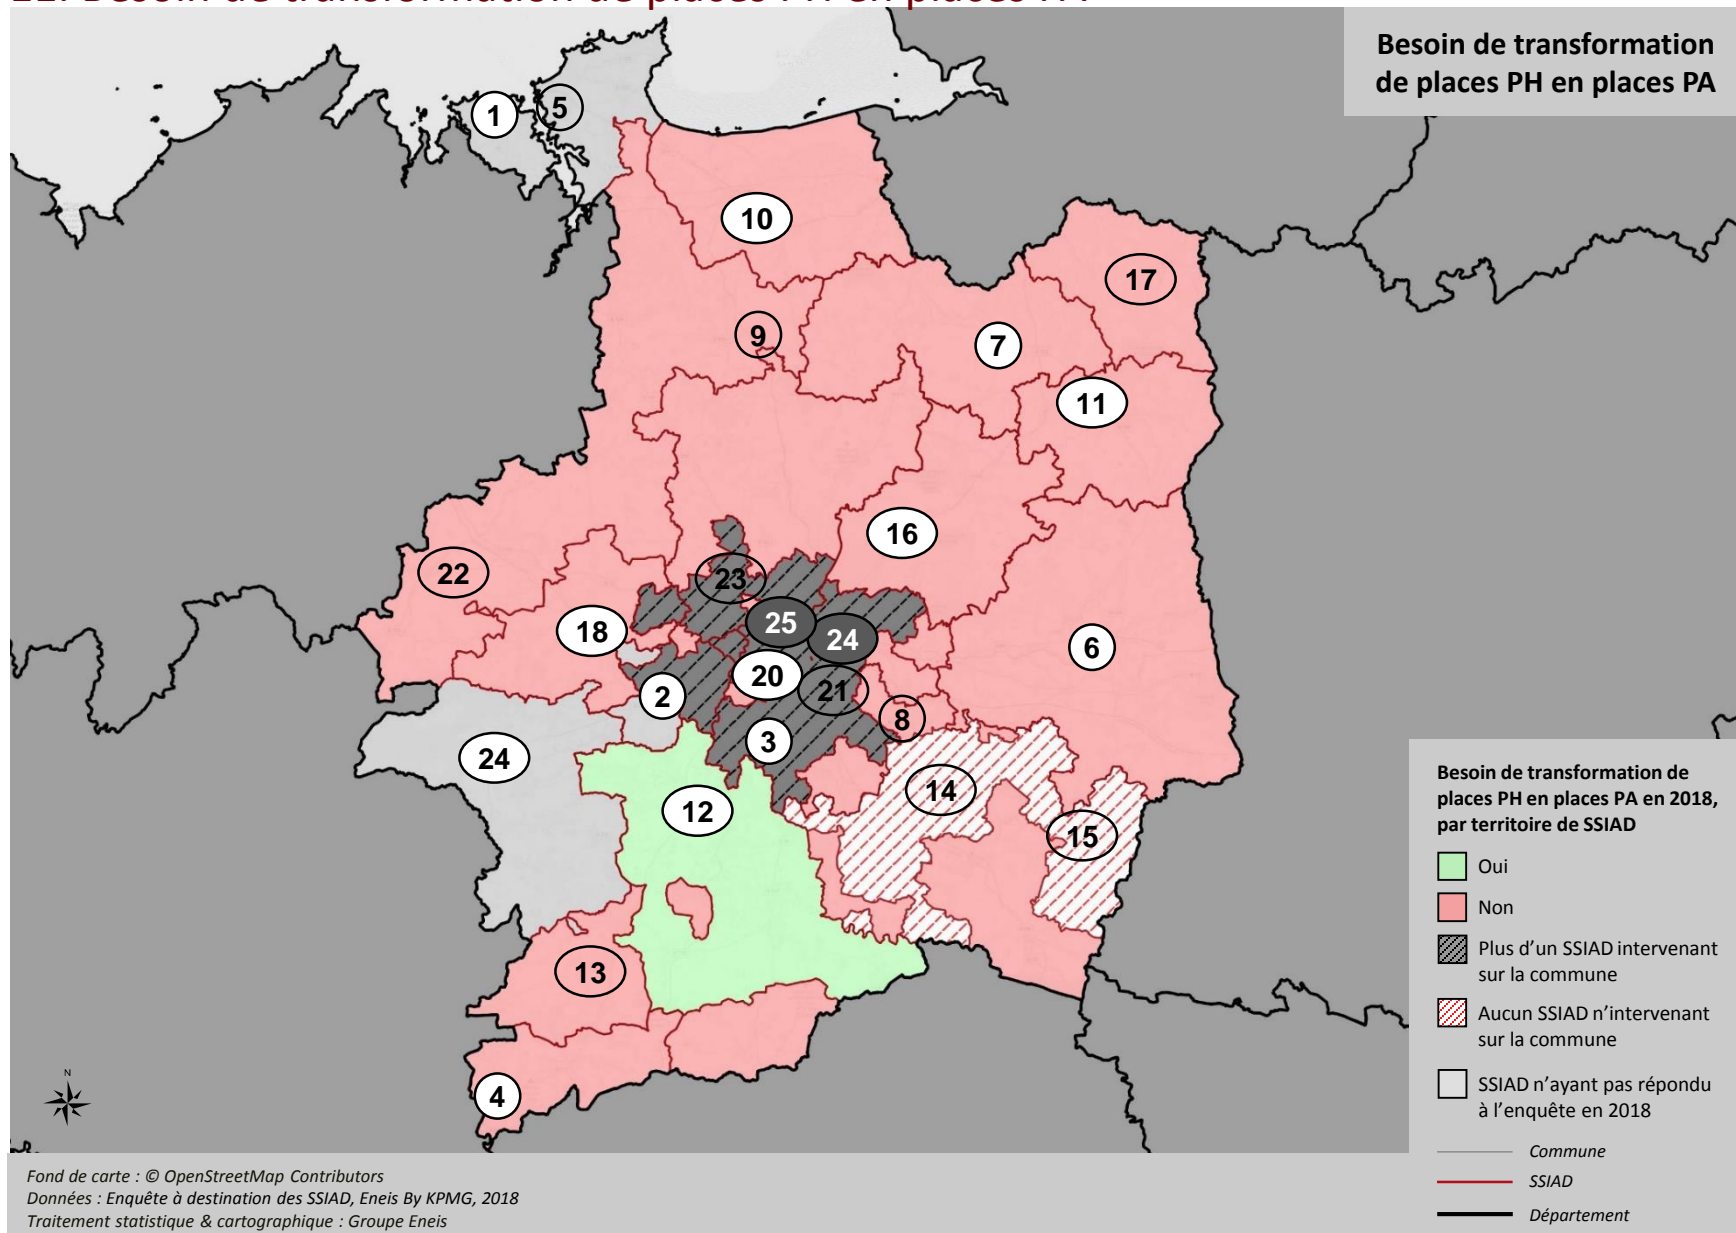 Besoin de transformation
de places PH en places PA
1
5
10
17
9
7
11
16
22
23
18
25
24
20
6
2
21
8
3
24
14
12
15
13
4
N
Besoin de transformation de
places PH en places PA en 2018,
par territoire de SSIAD
Oui
Non
Plus d’un SSIAD intervenant
sur la commune
Aucun SSIAD n’intervenant
sur la commune
SSIAD n’ayant pas répondu
à l’enquête en 2018
Commune
SSIAD
Département
Fond de carte : © OpenStreetMap Contributors
Données : Enquête à destination des SSIAD, Eneis By KPMG, 2018
Traitement statistique & cartographique : Groupe Eneis